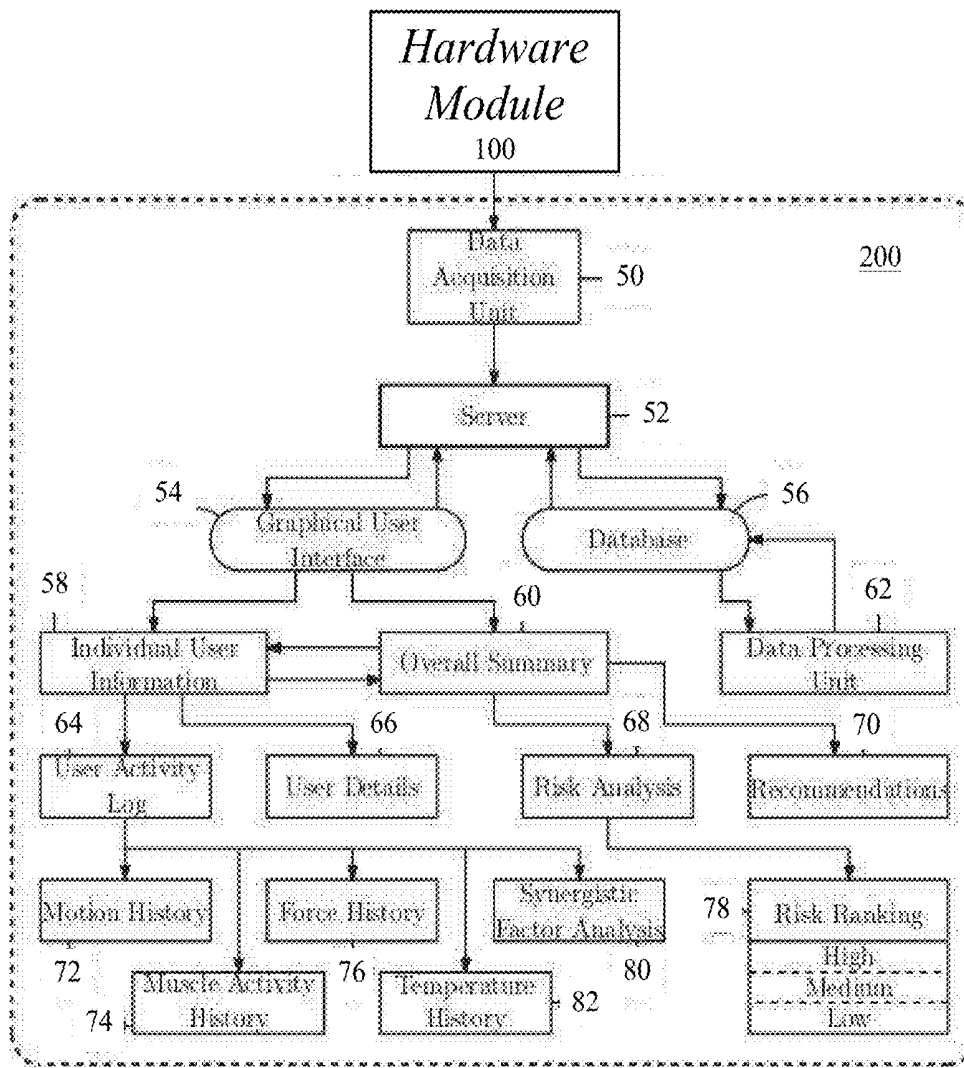 Hardware
Module
100
200
Data
Acquisition
Unit
50
Server
52
54
56
Graphical User
Interface
Database
58
60
62
Individual User
Information
Overall Summary
Data Processing
Unit
64
66
68
70
User Activity
Log
User Details
Risk Analysis
Recommendations
Motion History
Force History
Synergistic
Factor Analysis
78
Risk Ranking
High
Medium
Low
72
76
80
74
Muscle Activity
History
Temperature
History
82